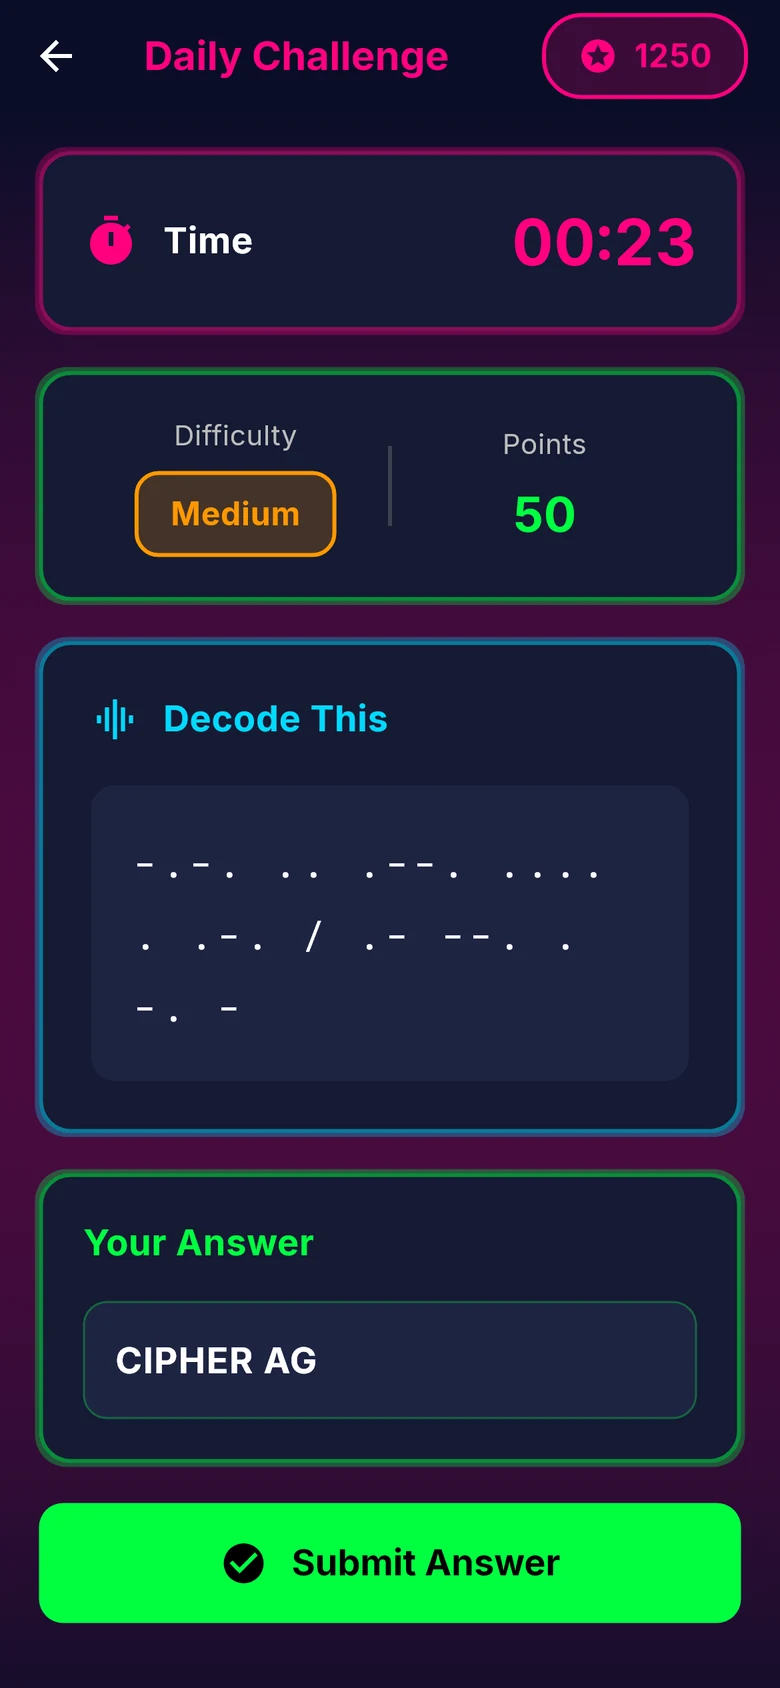 Daily Challenge 1250
Time 00:23
Difficulty Points
Medium 50
Decode This
-.-. .. .--. ....
. .-. / .- --. .
-. -
Your Answer
CIPHER AG
Submit Answer